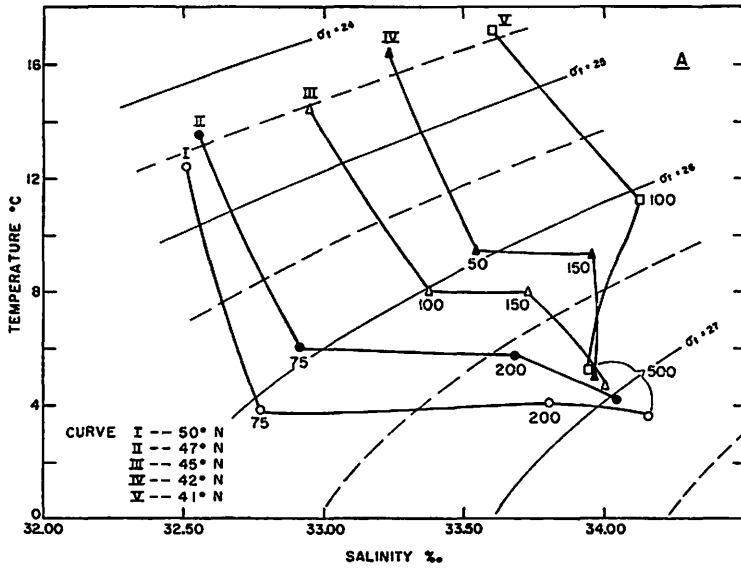 A
σt=24
σt=25
σt=26
σt=27
I
II
III
IV
V
100
50
150
100
150
75
200
500
75
200
TEMPERATURE °C
16
12
8
4
0
CURVE I -- 50° N
II -- 47° N
III -- 45° N
IV -- 42° N
V -- 41° N
32.00
32.50
33.00
33.50
34.00
SALINITY ‰